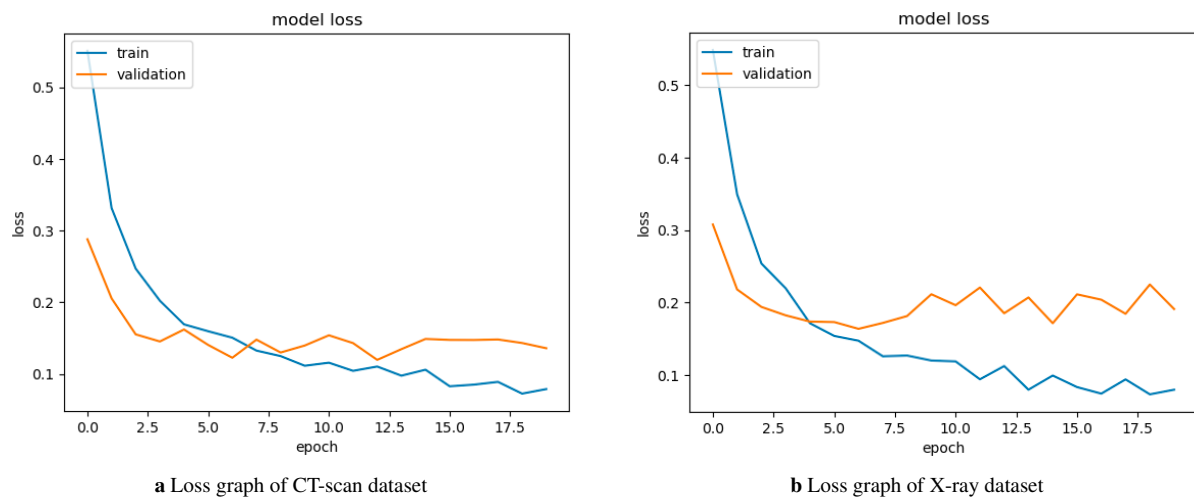 model loss
train
validation
0.5
0.4
0.3
0.2
0.1
loss
0.0 2.5 5.0 7.5 10.0 12.5 15.0 17.5
epoch
a Loss graph of CT-scan dataset
model loss
train
validation
0.5
0.4
0.3
0.2
0.1
loss
0.0 2.5 5.0 7.5 10.0 12.5 15.0 17.5
epoch
b Loss graph of X-ray dataset